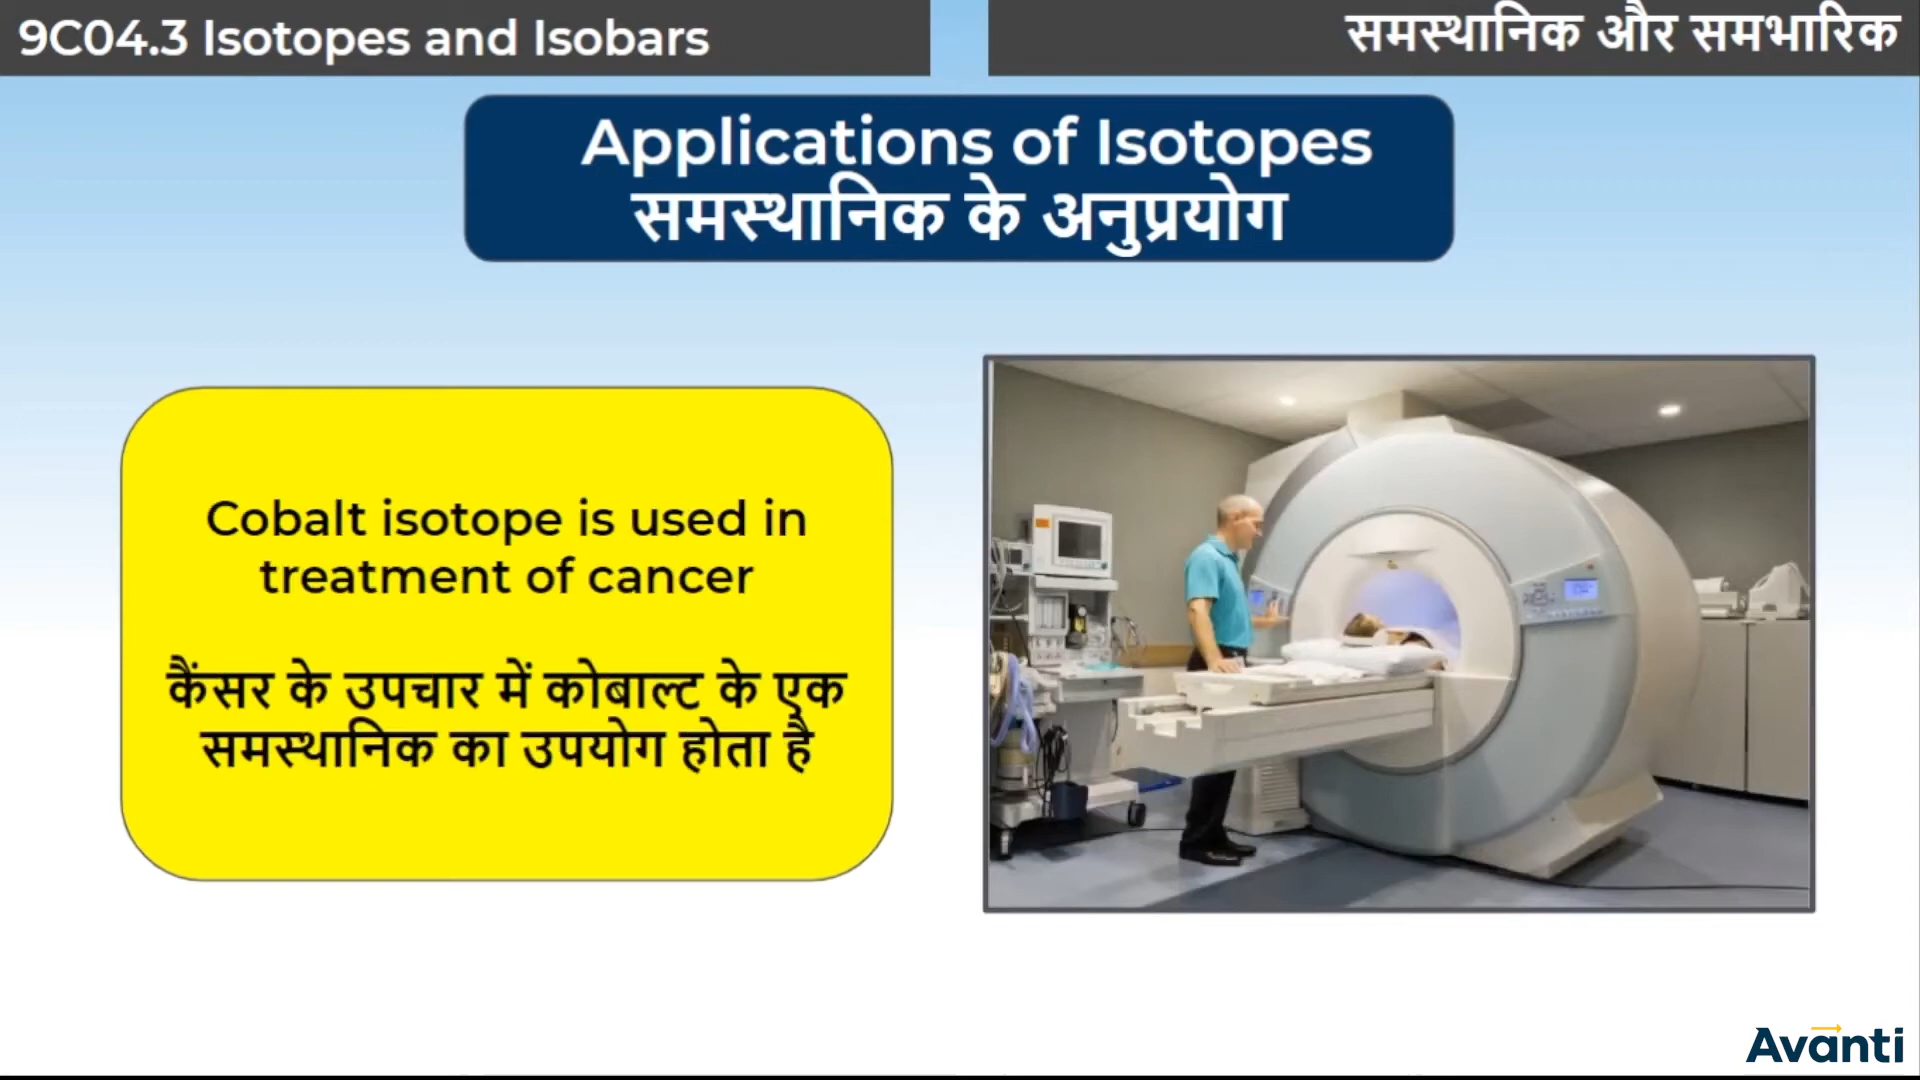 9C04.3 Isotopes and Isobars
समस्थानिक और समभारिक
Applications of Isotopes
समस्थानिक के अनुप्रयोग
Cobalt isotope is used in
treatment of cancer
कैंसर के उपचार में कोबाल्ट के एक
समस्थानिक का उपयोग होता है
Avanti